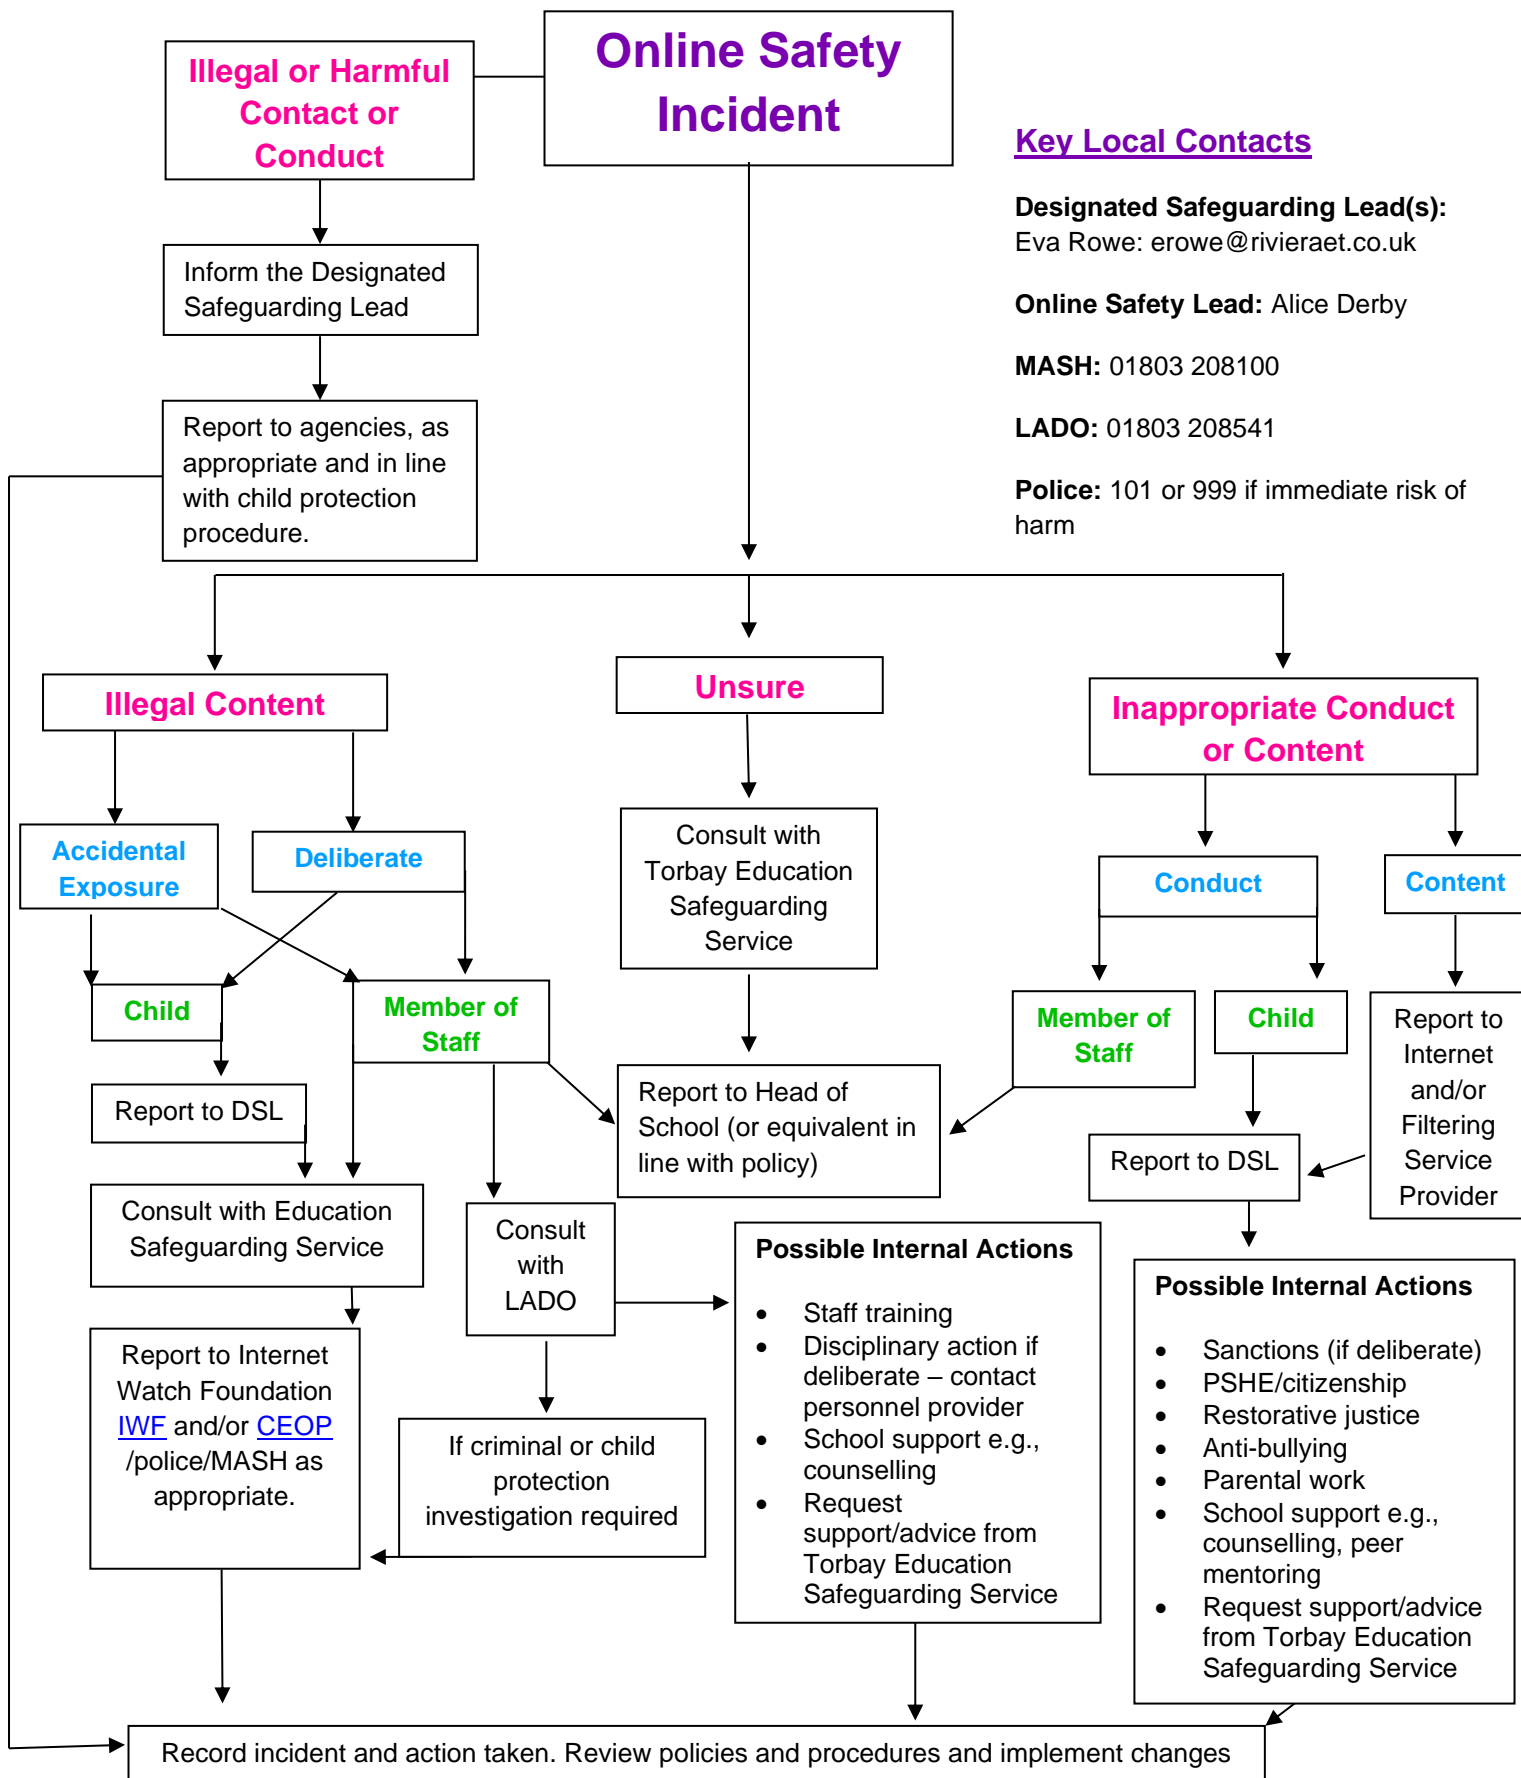 Online Safety
Incident
Illegal or Harmful
Contact or
Conduct
Key Local Contacts
Designated Safeguarding Lead(s):
Eva Rowe: erowe@rivieraet.co.uk
Online Safety Lead: Alice Derby
MASH: 01803 208100
LADO: 01803 208541
Police: 101 or 999 if immediate risk of
harm
Inform the Designated
Safeguarding Lead
Report to agencies, as
appropriate and in line
with child protection
procedure.
Illegal Content
Unsure
Inappropriate Conduct
or Content
Accidental
Exposure
Deliberate
Consult with
Torbay Education
Safeguarding
Service
Conduct
Content
Child
Member of
Staff
Member of
Staff
Child
Report to
Internet
and/or
Filtering
Service
Provider
Report to DSL
Report to Head of
School (or equivalent in
line with policy)
Report to DSL
Consult with Education
Safeguarding Service
Consult
with
LADO
Possible Internal Actions
• Staff training
• Disciplinary action if
deliberate – contact
personnel provider
• School support e.g.,
counselling
• Request
support/advice from
Torbay Education
Safeguarding Service
Possible Internal Actions
• Sanctions (if deliberate)
• PSHE/citizenship
• Restorative justice
• Anti-bullying
• Parental work
• School support e.g.,
counselling, peer
mentoring
• Request support/advice
from Torbay Education
Safeguarding Service
Report to Internet
Watch Foundation
IWF and/or CEOP
/police/MASH as
appropriate.
If criminal or child
protection
investigation required
Record incident and action taken. Review policies and procedures and implement changes